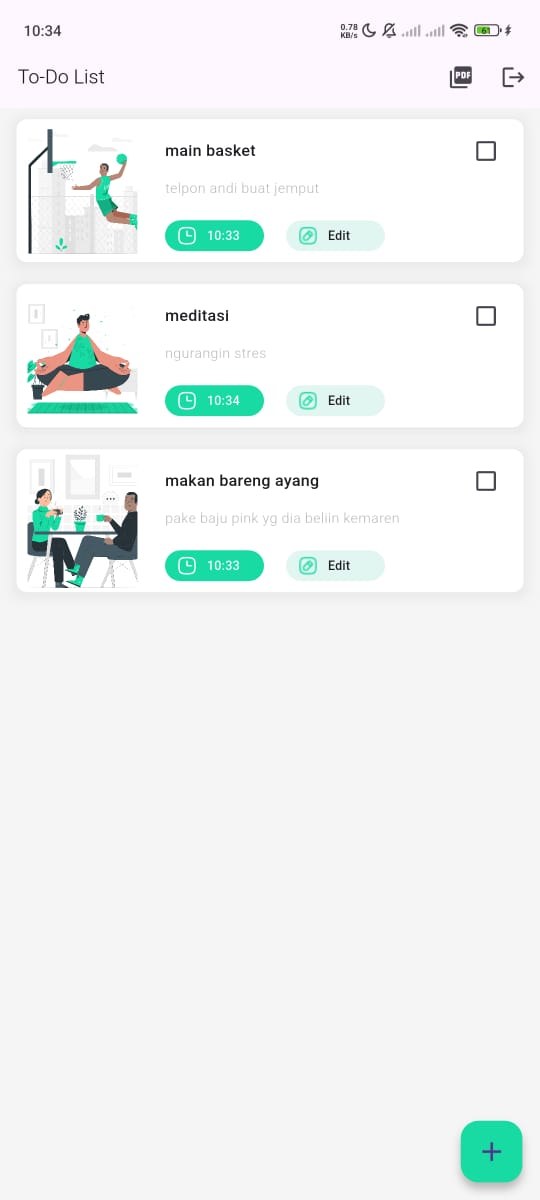 10:34
0.78
KB/s
61
To-Do List
PDF
main basket
telpon andi buat jemput
10:33
Edit
meditasi
ngurangin stres
10:34
Edit
makan bareng ayang
pake baju pink yg dia beliin kemaren
10:33
Edit